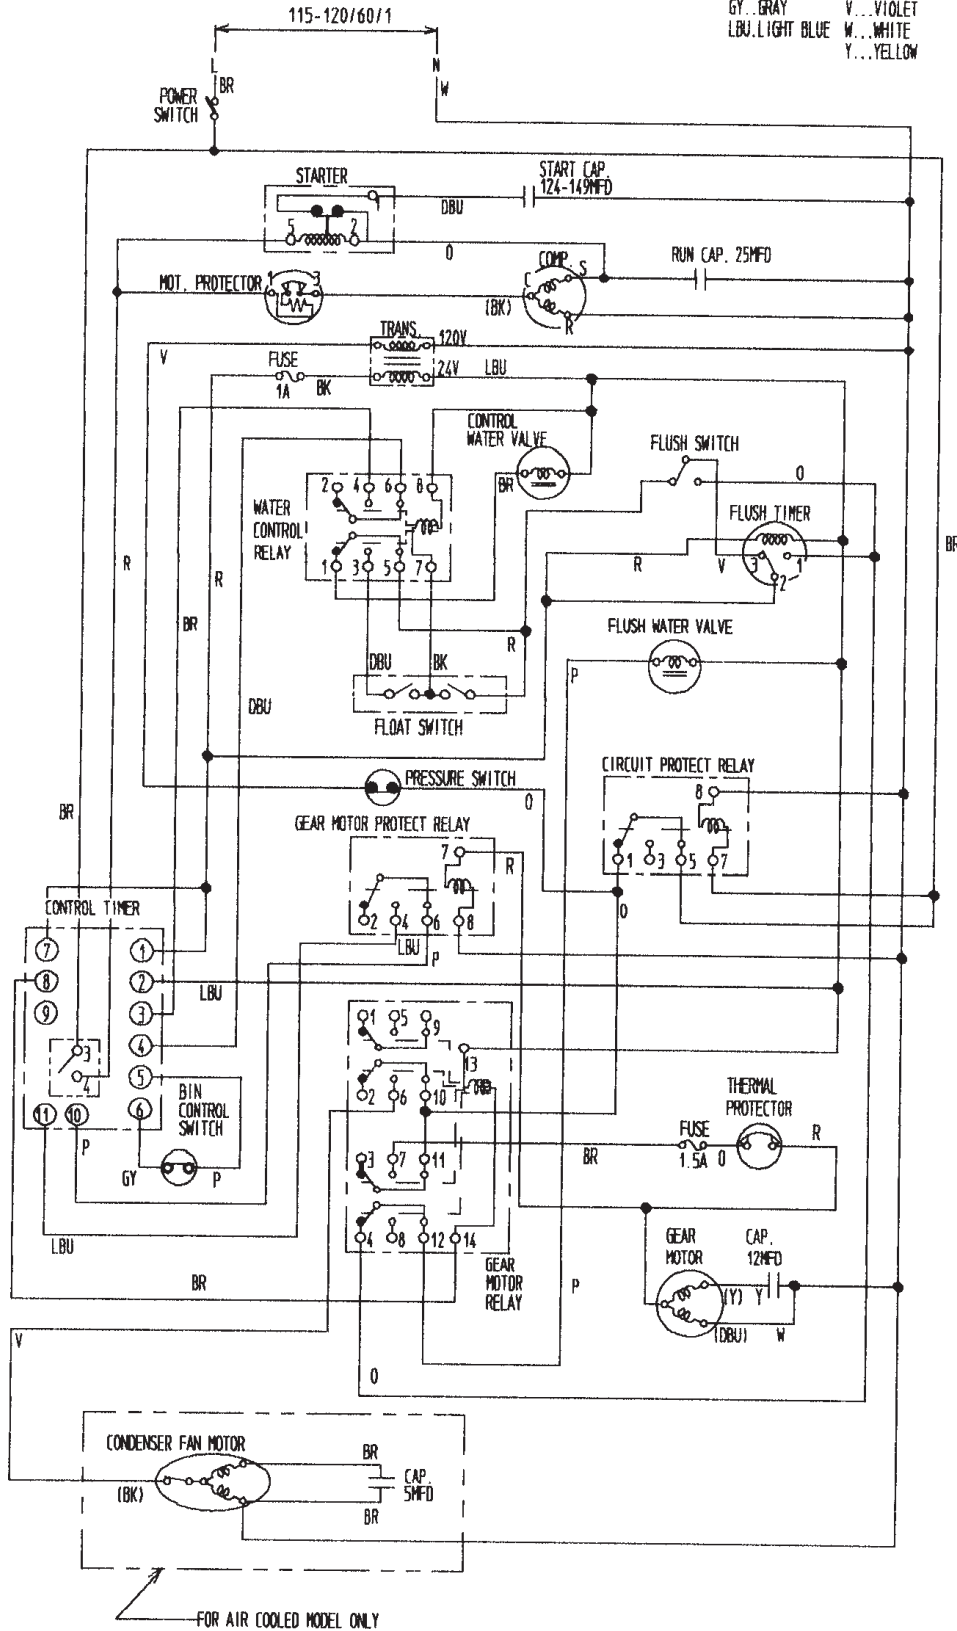 115-120/60/1
GY..GRAY V...VIOLET
LBU.LIGHT BLUE W...WHITE
Y...YELLOW
L
N
BR
W
POWER
SWITCH
STARTER
START CAP.
124-149MFD
DBU
5
2
O
COMP.
RUN CAP. 25MFD
MOT. PROTECTOR
1
3
C
S
R
(BK)
TRANS.
120V
V
FUSE
1A
BK
24V
LBU
CONTROL
WATER VALVE
FLUSH SWITCH
BR
O
2 4 6 8
WATER
CONTROL
RELAY
1 3 5 7
FLUSH TIMER
R
V
3
1
2
BR
R
R
BR
R
FLUSH WATER VALVE
DBU
BK
P
DBU
FLOAT SWITCH
PRESSURE SWITCH
O
CIRCUIT PROTECT RELAY
8
1 3 5 7
BR
GEAR MOTOR PROTECT RELAY
7
R
2 4 6 8
O
LBU
P
CONTROL TIMER
7
1
8
2
LBU
9
3
3
4
4
5
11
10
6
BIN
CONTROL
SWITCH
P
GY
P
LBU
1 5 9
13
2 6 10
3 7 11
4 8 12 14
GEAR
MOTOR
RELAY
BR
THERMAL
PROTECTOR
FUSE
1.5A
O
R
BR
GEAR
MOTOR
CAP.
12MFD
(Y)
Y
(DBU)
W
P
V
O
CONDENSER FAN MOTOR
(BK)
BR
CAP.
5MFD
BR
FOR AIR COOLED MODEL ONLY